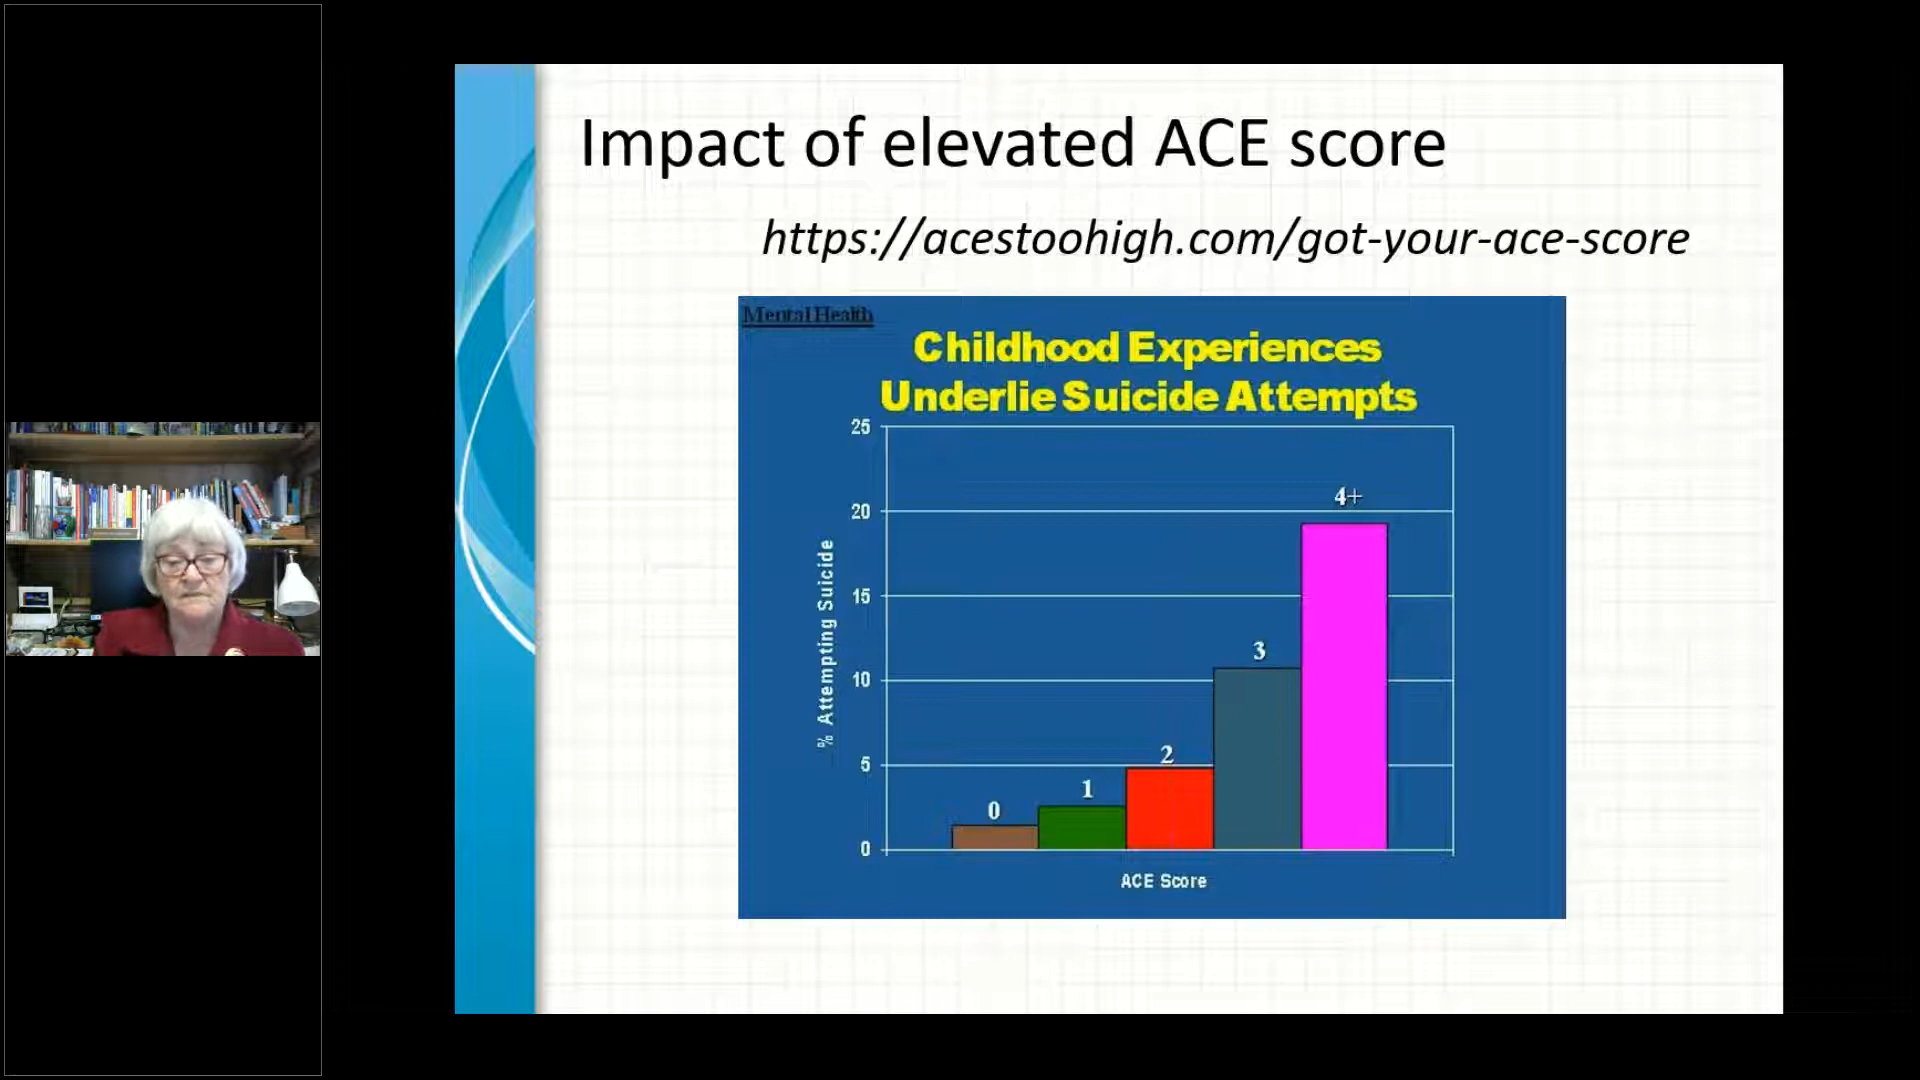 Impact of elevated ACE score
https://acestoohigh.com/got-your-ace-score
Mental Health
Childhood Experiences
Underlie Suicide Attempts
25
20
15
10
5
0
% Attempting Suicide
0
1
2
3
4+
ACE Score